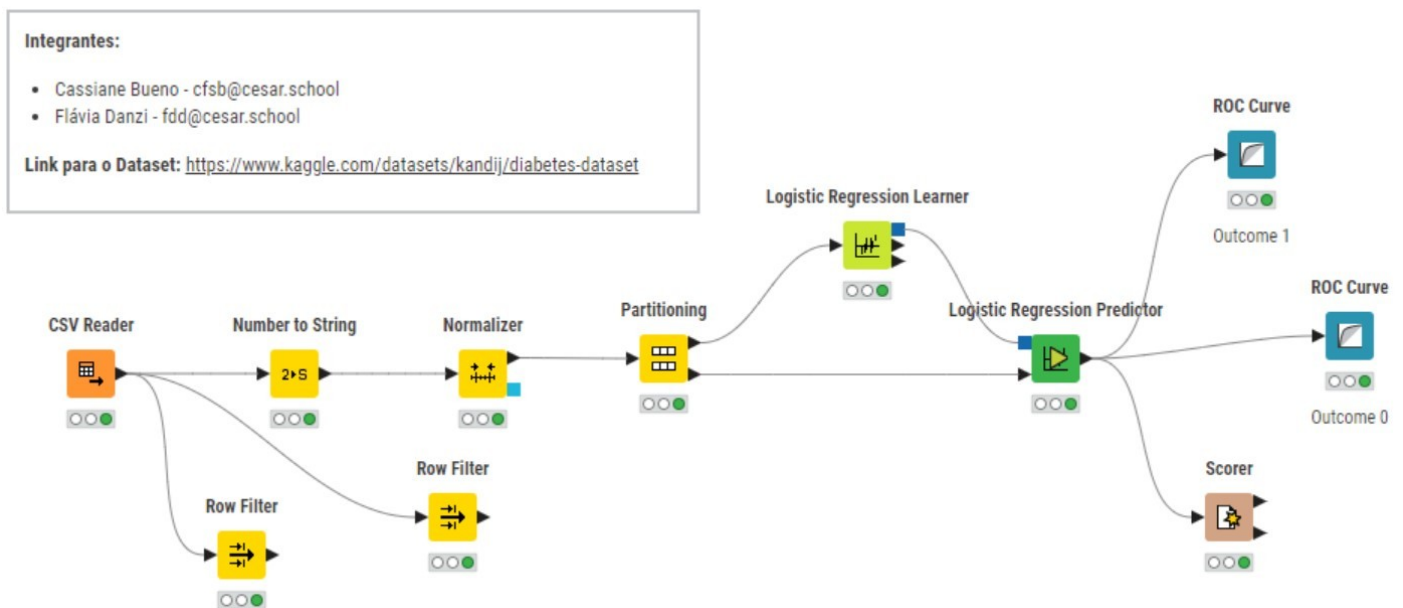 Integrantes:
• Cassiane Bueno - cfsb@cesar.school
• Flávia Danzi - fdd@cesar.school
Link para o Dataset: https://www.kaggle.com/datasets/kandij/diabetes-dataset
ROC Curve
Outcome 1
Logistic Regression Learner
ROC Curve
Outcome 0
CSV Reader
Number to String
2▸S
Normalizer
Partitioning
Logistic Regression Predictor
Row Filter
Row Filter
Scorer